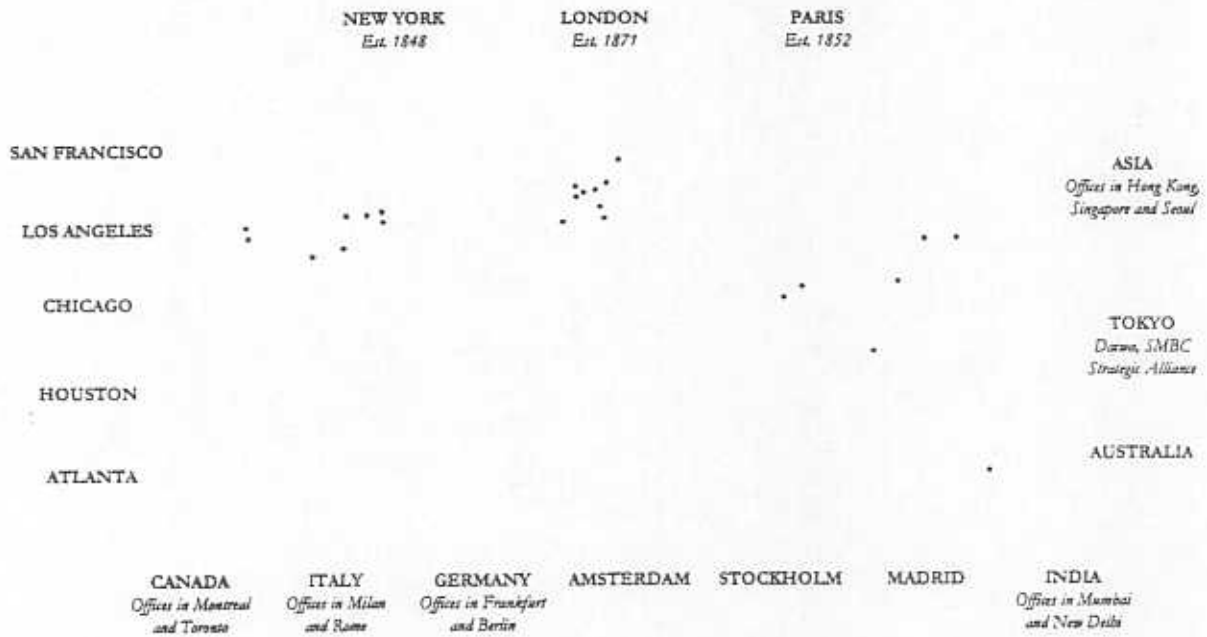 NEW YORK
Est. 1848
LONDON
Est. 1871
PARIS
Est. 1852
SAN FRANCISCO
LOS ANGELES
CHICAGO
HOUSTON
ATLANTA
ASIA
Offices in Hong Kong,
Singapore and Seoul
TOKYO
SMBC
Strategic Alliance
AUSTRALIA
CANADA
Offices in Montreal
and Toronto
ITALY
Offices in Milan
and Rome
GERMANY
Offices in Frankfurt
and Berlin
AMSTERDAM
STOCKHOLM
MADRID
INDIA
Offices in Mumbai
and New Delhi